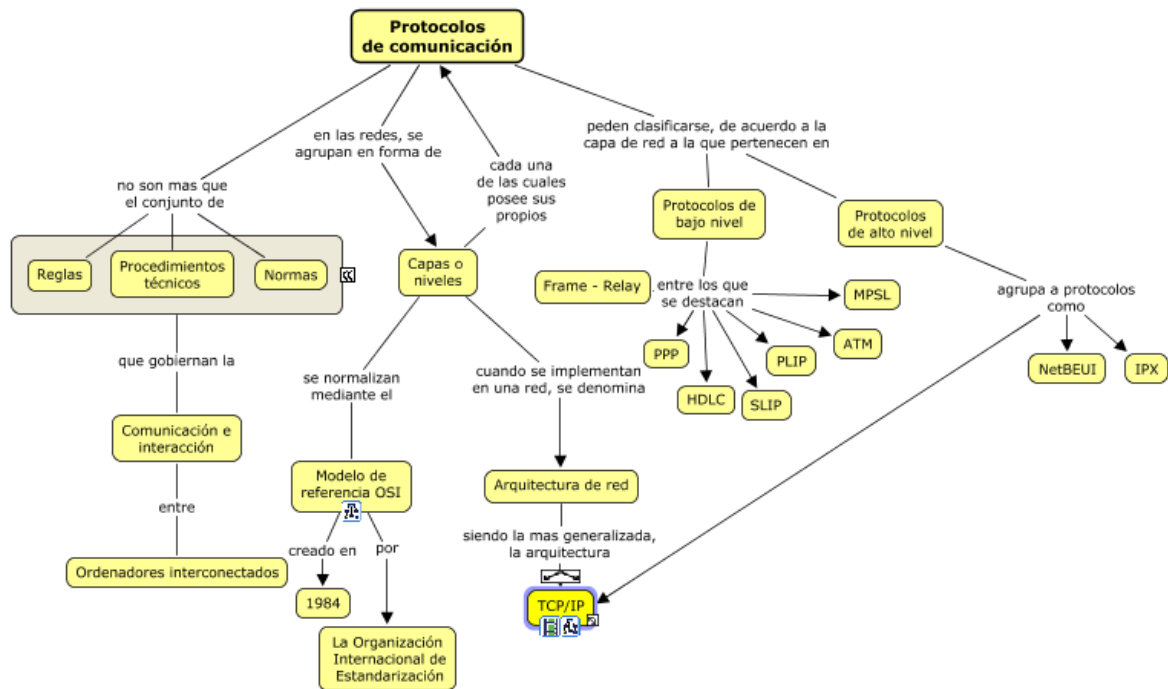 Protocolos
de comunicación
no son mas que
el conjunto de
Reglas
Procedimientos
técnicos
Normas
que gobiernan la
Comunicación e
interacción
entre
Ordenadores interconectados
en las redes, se
agrupan en forma de
cada una
de las cuales
posee sus
propios
Capas o
niveles
se normalizan
mediante el
Modelo de
referencia OSI
creado en
1984
por
La Organización
Internacional de
Estandarización
cuando se implementan
en una red, se denomina
Arquitectura de red
siendo la mas generalizada,
la arquitectura
TCP/IP
peden clasificarse, de acuerdo a la
capa de red a la que pertenecen en
Protocolos de
bajo nivel
entre los que
se destacan
Frame - Relay
PPP
HDLC
SLIP
PLIP
ATM
MPSL
Protocolos
de alto nivel
agrupa a protocolos
como
NetBEUI
IPX